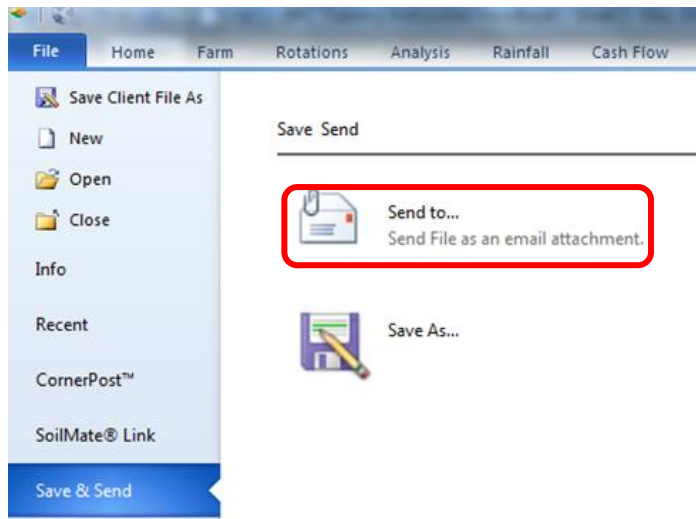 File Home Farm Rotations Analysis Rainfall Cash Flow
Save Client File As
New
Open
Close
Info
Recent
CornerPost™
SoilMate® Link
Save & Send
Save Send
Send to...
Send File as an email attachment.
Save As...